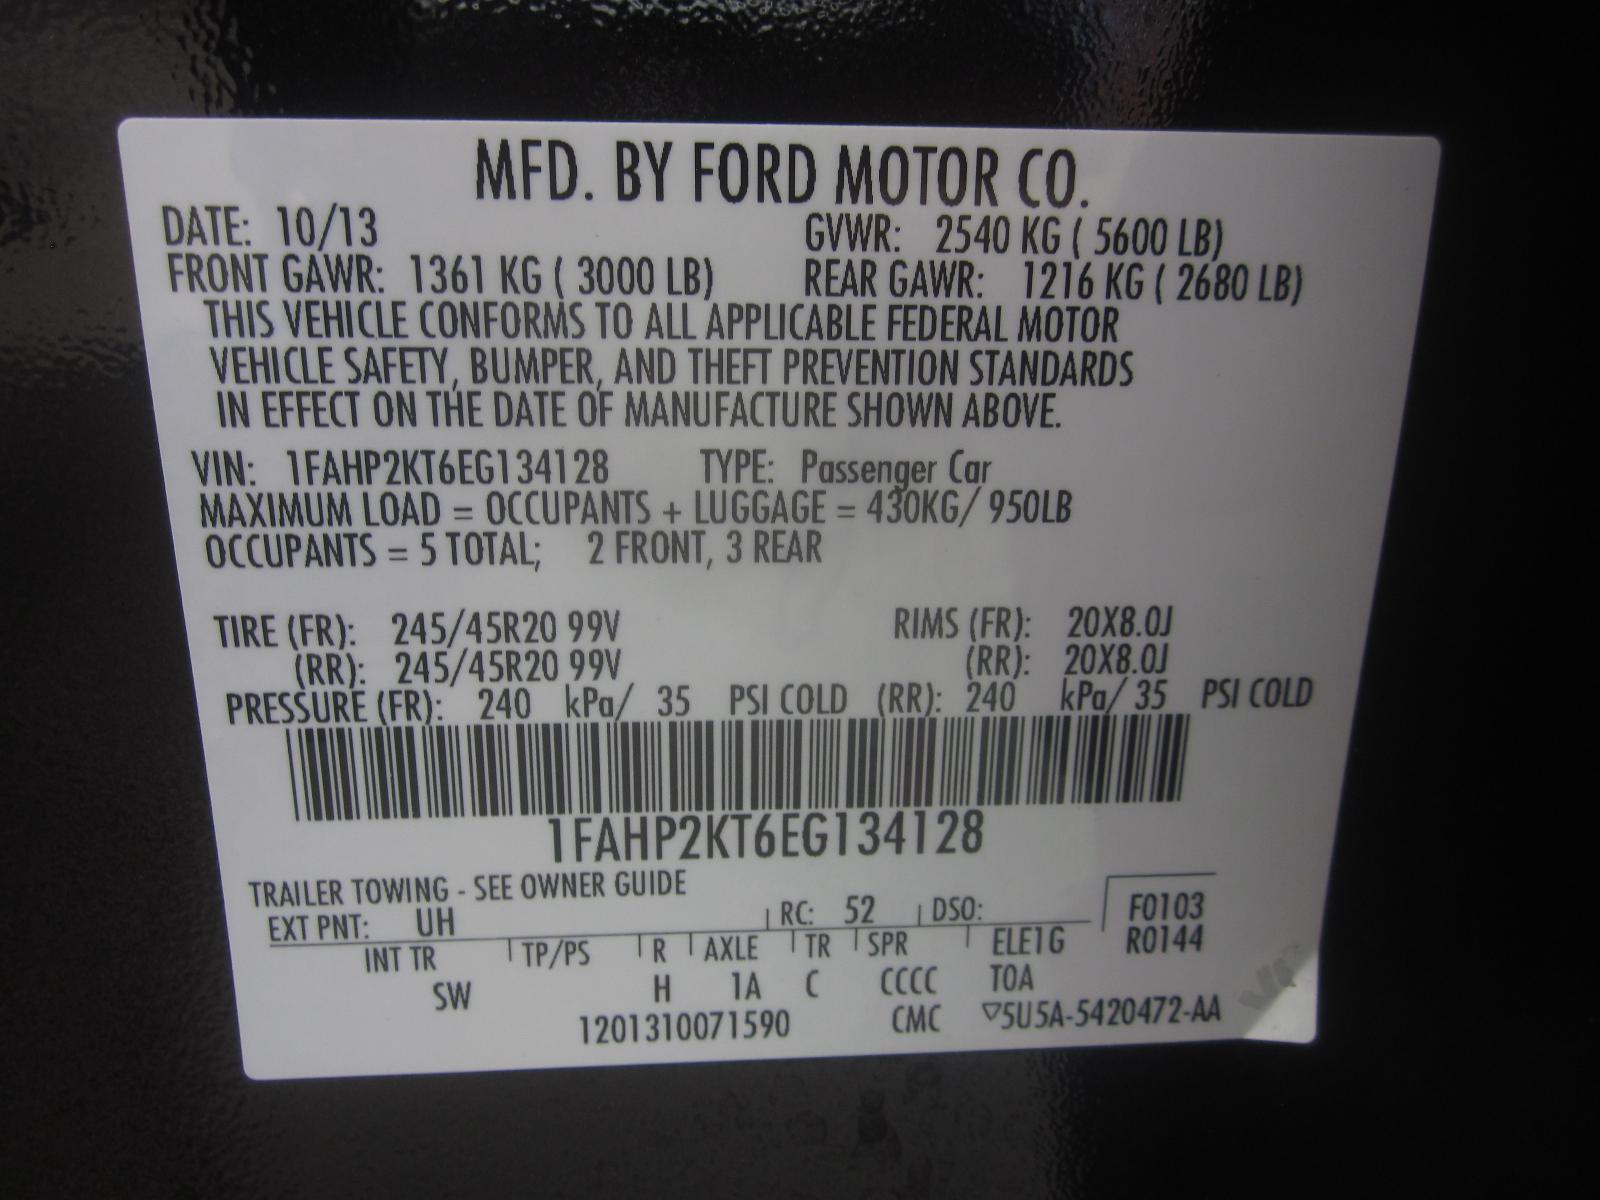 MFD. BY FORD MOTOR CO.
DATE: 10/13 GVWR: 2540 KG ( 5600 LB)
FRONT GAWR: 1361 KG ( 3000 LB) REAR GAWR: 1216 KG ( 2680 LB)
THIS VEHICLE CONFORMS TO ALL APPLICABLE FEDERAL MOTOR
VEHICLE SAFETY, BUMPER, AND THEFT PREVENTION STANDARDS
IN EFFECT ON THE DATE OF MANUFACTURE SHOWN ABOVE.
VIN: 1FAHP2KT6EG134128 TYPE: Passenger Car
MAXIMUM LOAD = OCCUPANTS + LUGGAGE = 430KG/ 950LB
OCCUPANTS = 5 TOTAL; 2 FRONT, 3 REAR
TIRE (FR): 245/45R20 99V RIMS (FR): 20X8.0J
(RR): 245/45R20 99V (RR): 20X8.0J
PRESSURE (FR): 240 kPa/ 35 PSI COLD (RR): 240 kPa/ 35 PSI COLD
1FAHP2KT6EG134128
TRAILER TOWING - SEE OWNER GUIDE
EXT PNT: UH RC: 52 DSO: F0103
INT TR TP/PS R AXLE TR SPR ELE1G R0144
SW H 1A C CCCC TOA
1201310071590 CMC ▽5U5A-5420472-AA